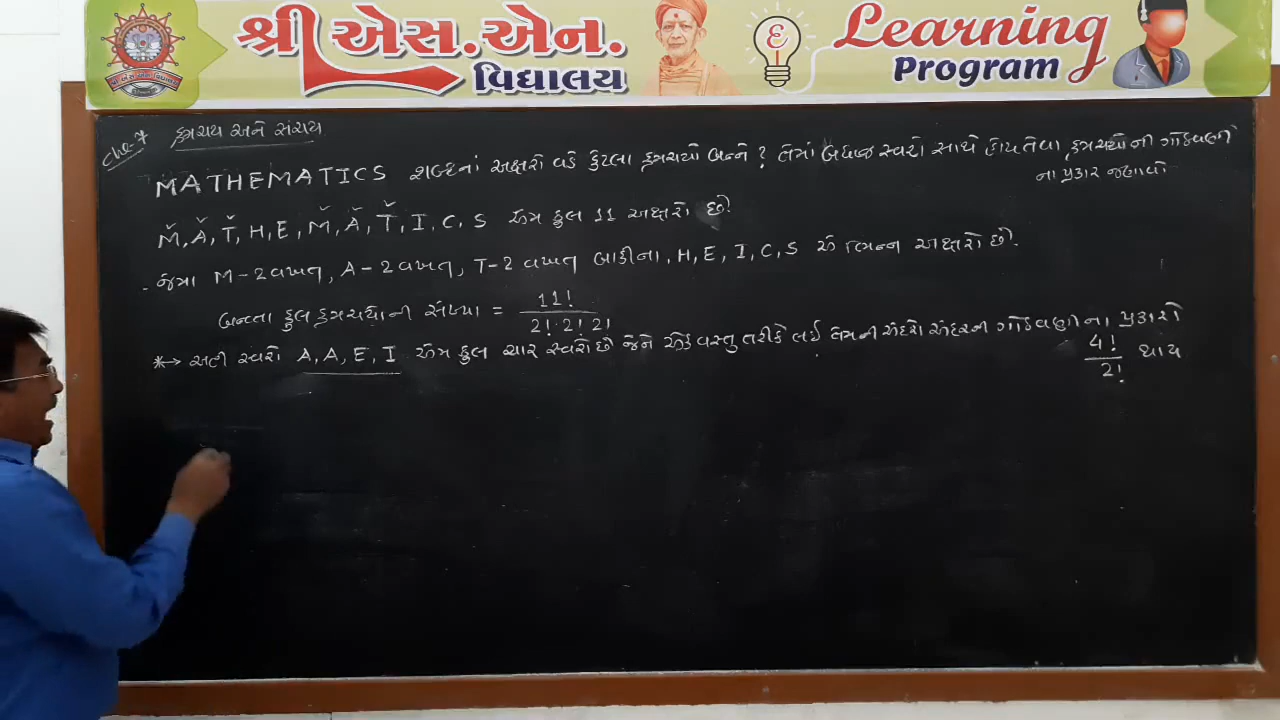 શ્રી એસ.એન. વિદ્યાલય
Learning Program
Ch:-7 ક્રમચય અને સંચય
MATHEMATICS શબ્દનાં અક્ષરો વડે કેટલા ક્રમચયો બને ? તેમાં બધાજ સ્વરો સાથે હોય તેવા ક્રમચયોની ગોઠવણી
ના પ્રકાર જણાવો
M, A, T, H, E, M, A, T, I, C, S એમ કુલ 11 અક્ષરો છે.
જેમા M-2 વખત, A-2 વખત, T-2 વખત બાકીના, H, E, I, C, S એ ભિન્ન અક્ષરો છે.
બનતા કુલ ક્રમચયોની સંખ્યા = 11! / 2!·2!·2!
*→ અહી સ્વરો A, A, E, I એમ કુલ ચાર સ્વરો છે જેને એક વસ્તુ તરીકે લઇ તેમની અંદરો અંદરની ગોઠવણીના પ્રકારો
4! / 2! થાય